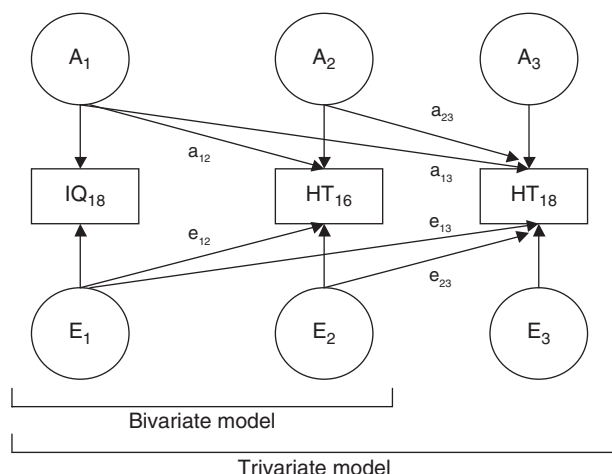 A₁ A₂ A₃
a₂₃
a₁₂ a₁₃
IQ₁₈ HT₁₆ HT₁₈
e₁₂ e₁₃
e₂₃
E₁ E₂ E₃
Bivariate model
Trivariate model